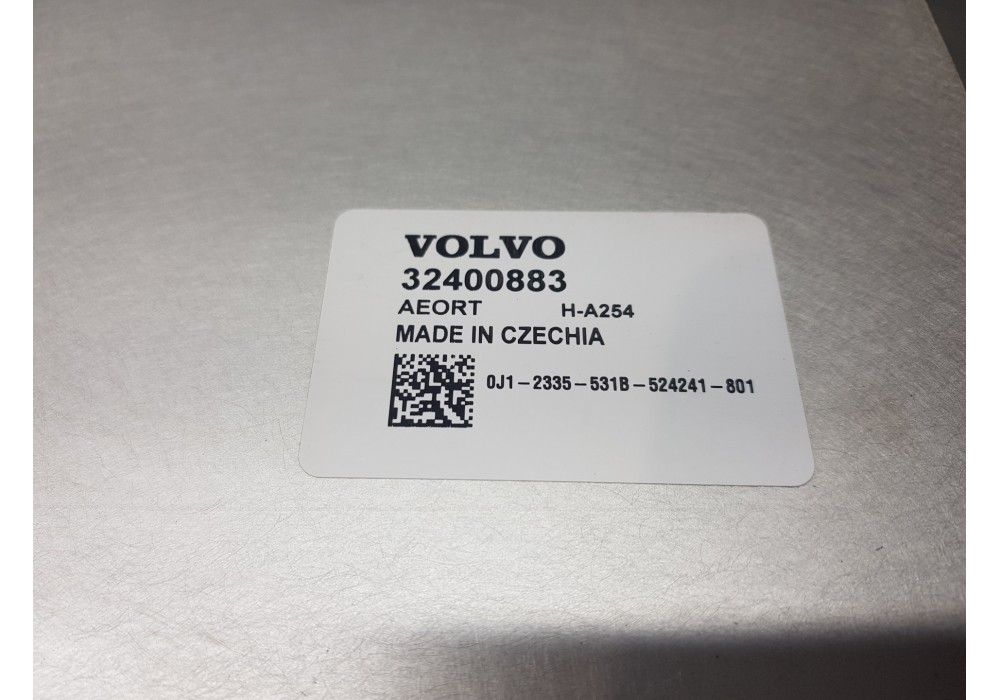 VOLVO
32400883
AEORT H-A254
MADE IN CZECHIA
0J1-2335-531B-524241-801